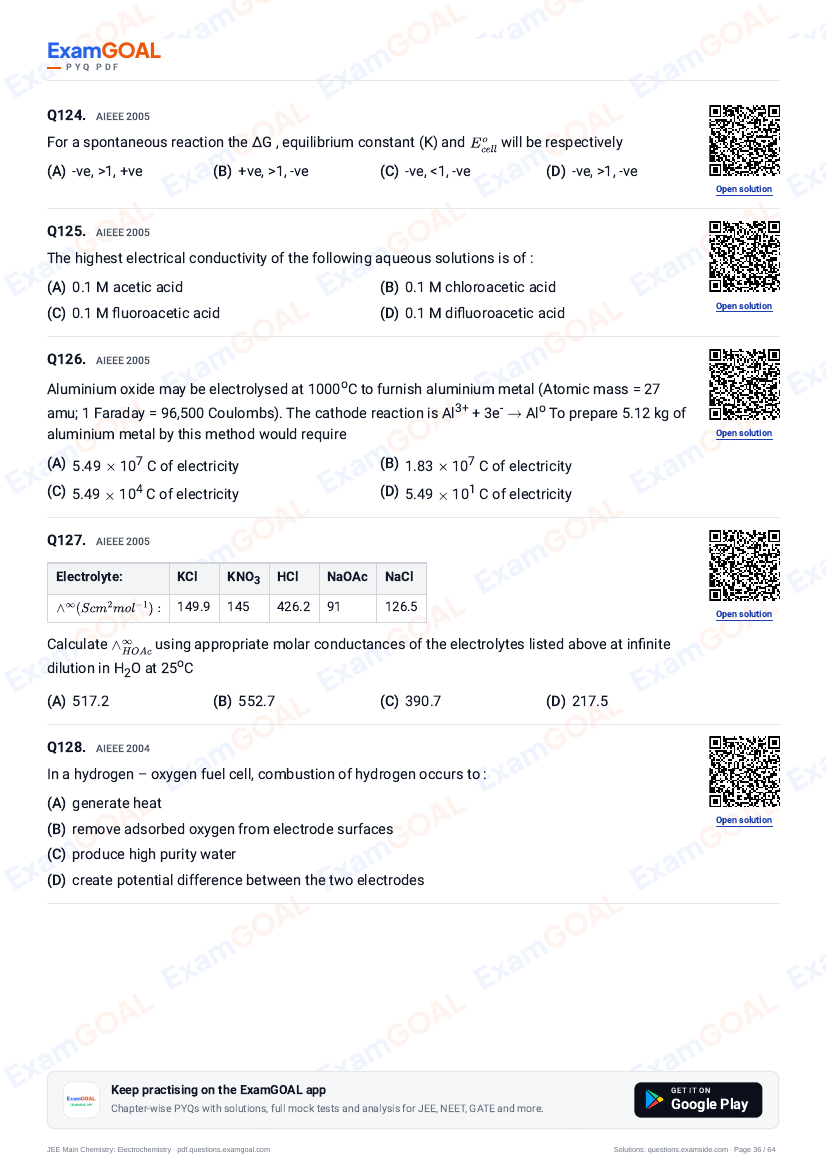 ExamGOAL
PYQ PDF
Q124. AIEEE 2005
For a spontaneous reaction the ΔG , equilibrium constant (K) and E°cell will be respectively
(A) -ve, >1, +ve (B) +ve, >1, -ve (C) -ve, <1, -ve (D) -ve, >1, -ve
Open solution
Q125. AIEEE 2005
The highest electrical conductivity of the following aqueous solutions is of :
(A) 0.1 M acetic acid (B) 0.1 M chloroacetic acid
(C) 0.1 M fluoroacetic acid (D) 0.1 M difluoroacetic acid
Open solution
Q126. AIEEE 2005
Aluminium oxide may be electrolysed at 1000°C to furnish aluminium metal (Atomic mass = 27
amu; 1 Faraday = 96,500 Coulombs). The cathode reaction is Al³⁺ + 3e⁻ → Al° To prepare 5.12 kg of
aluminium metal by this method would require
(A) 5.49 × 10⁷ C of electricity (B) 1.83 × 10⁷ C of electricity
(C) 5.49 × 10⁴ C of electricity (D) 5.49 × 10¹ C of electricity
Open solution
Q127. AIEEE 2005
Electrolyte: KCl KNO₃ HCl NaOAc NaCl
∧^∞(Scm²mol⁻¹) : 149.9 145 426.2 91 126.5
Calculate ∧^∞_HOAc using appropriate molar conductances of the electrolytes listed above at infinite
dilution in H₂O at 25°C
(A) 517.2 (B) 552.7 (C) 390.7 (D) 217.5
Open solution
Q128. AIEEE 2004
In a hydrogen – oxygen fuel cell, combustion of hydrogen occurs to :
(A) generate heat
(B) remove adsorbed oxygen from electrode surfaces
(C) produce high purity water
(D) create potential difference between the two electrodes
Open solution
Keep practising on the ExamGOAL app
Chapter-wise PYQs with solutions, full mock tests and analysis for JEE, NEET, GATE and more.
GET IT ON
Google Play
JEE Main Chemistry: Electrochemistry · pdf.questions.examgoal.com
Solutions: questions.examside.com · Page 36 / 64